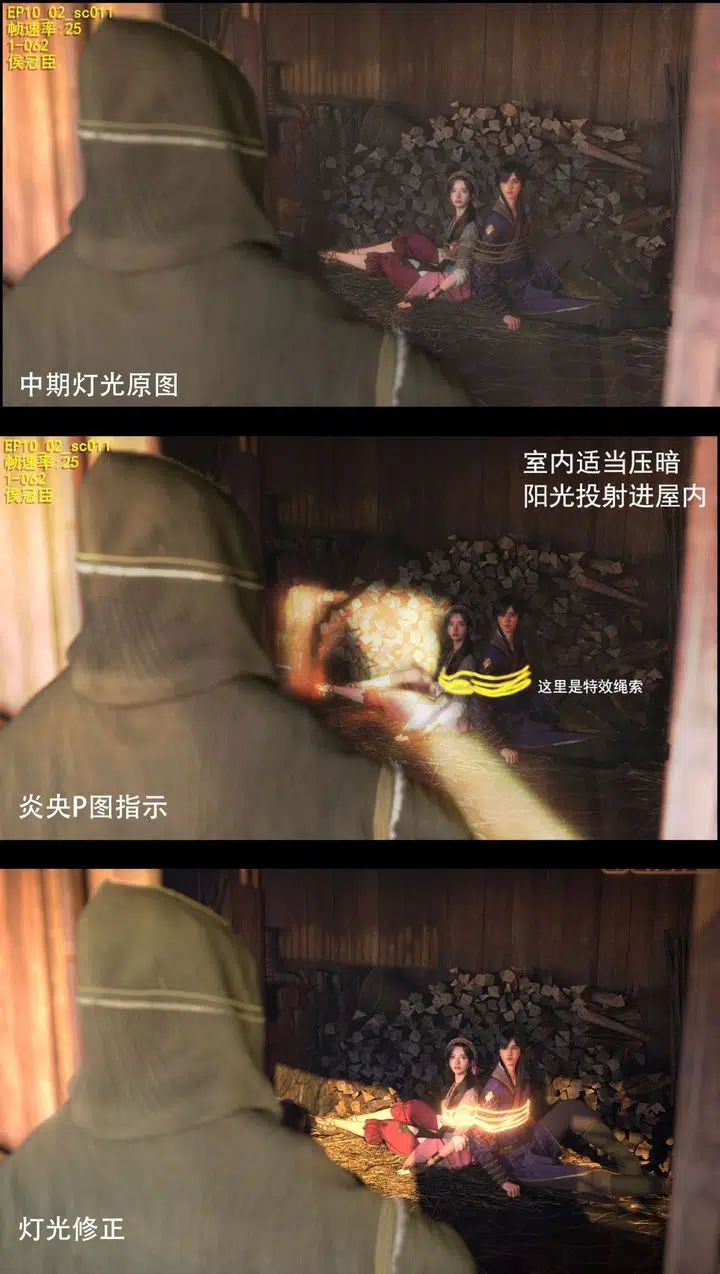 EP10_02_sc011
帧速率:25
1-062
侯冠臣
中期灯光原图
EP10_02_sc011
帧速率:25
1-062
侯冠臣
室内适当压暗
阳光投射进屋内
这里是特效绳索
炎央P图指示
灯光修正